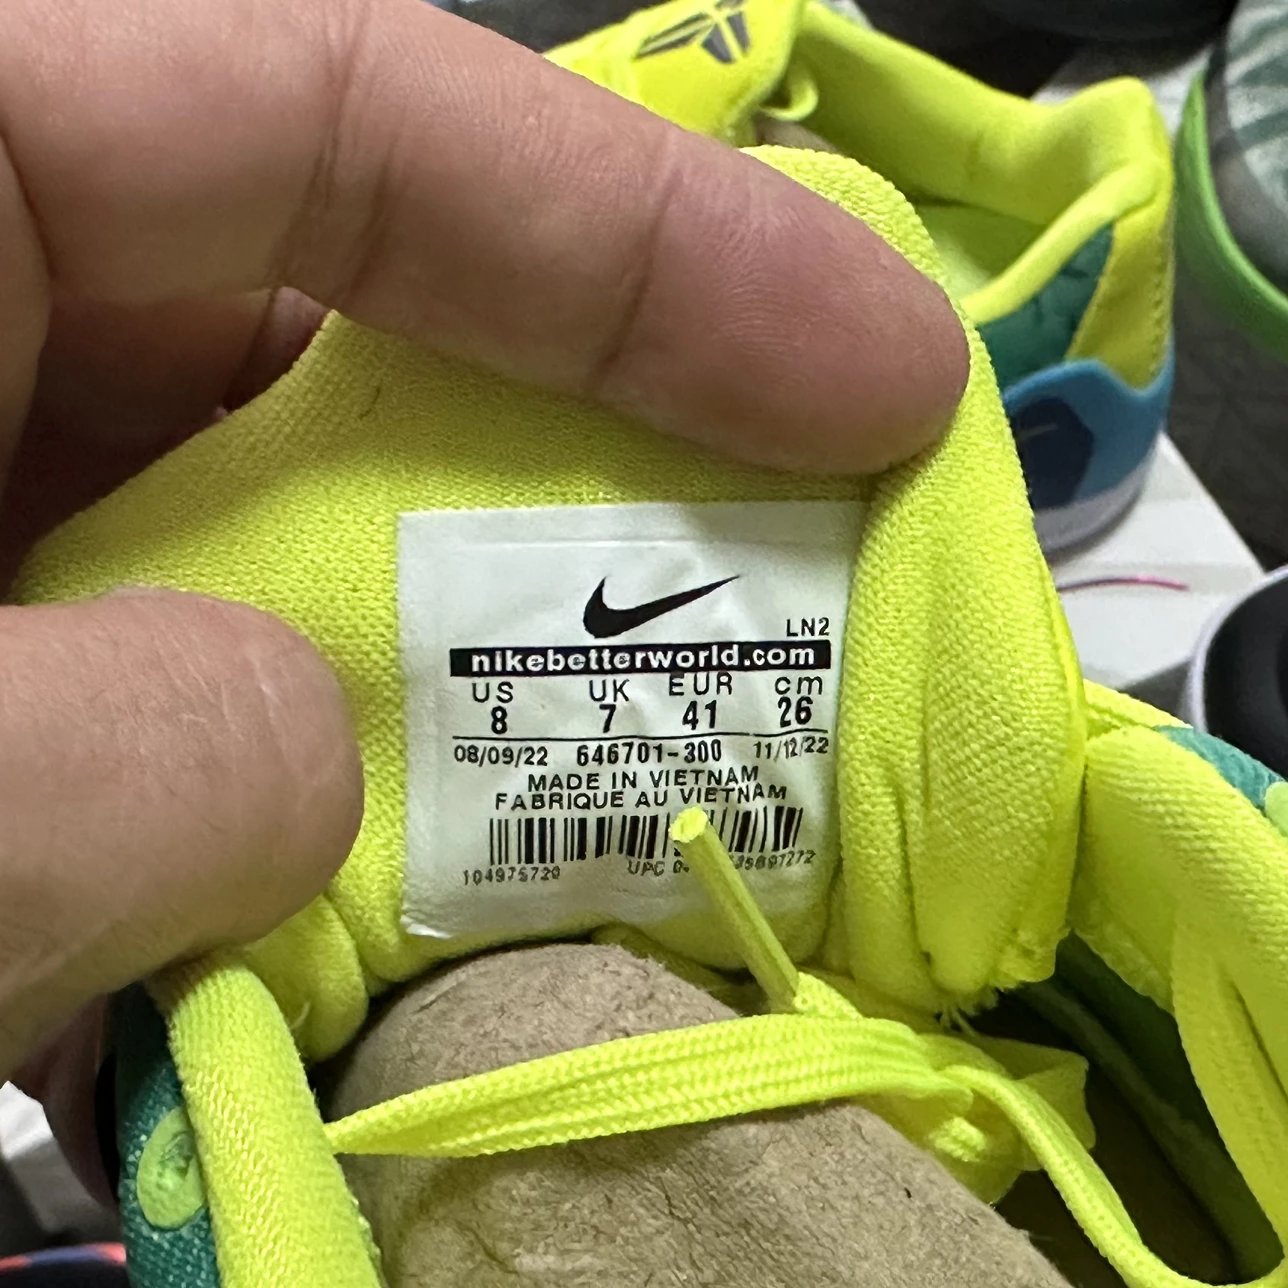 LN2
nikebetterworld.com
US UK EUR cm
8 7 41 26
08/09/22 646701-300 11/12/22
MADE IN VIETNAM
FABRIQUE AU VIETNAM
104975720 UPC